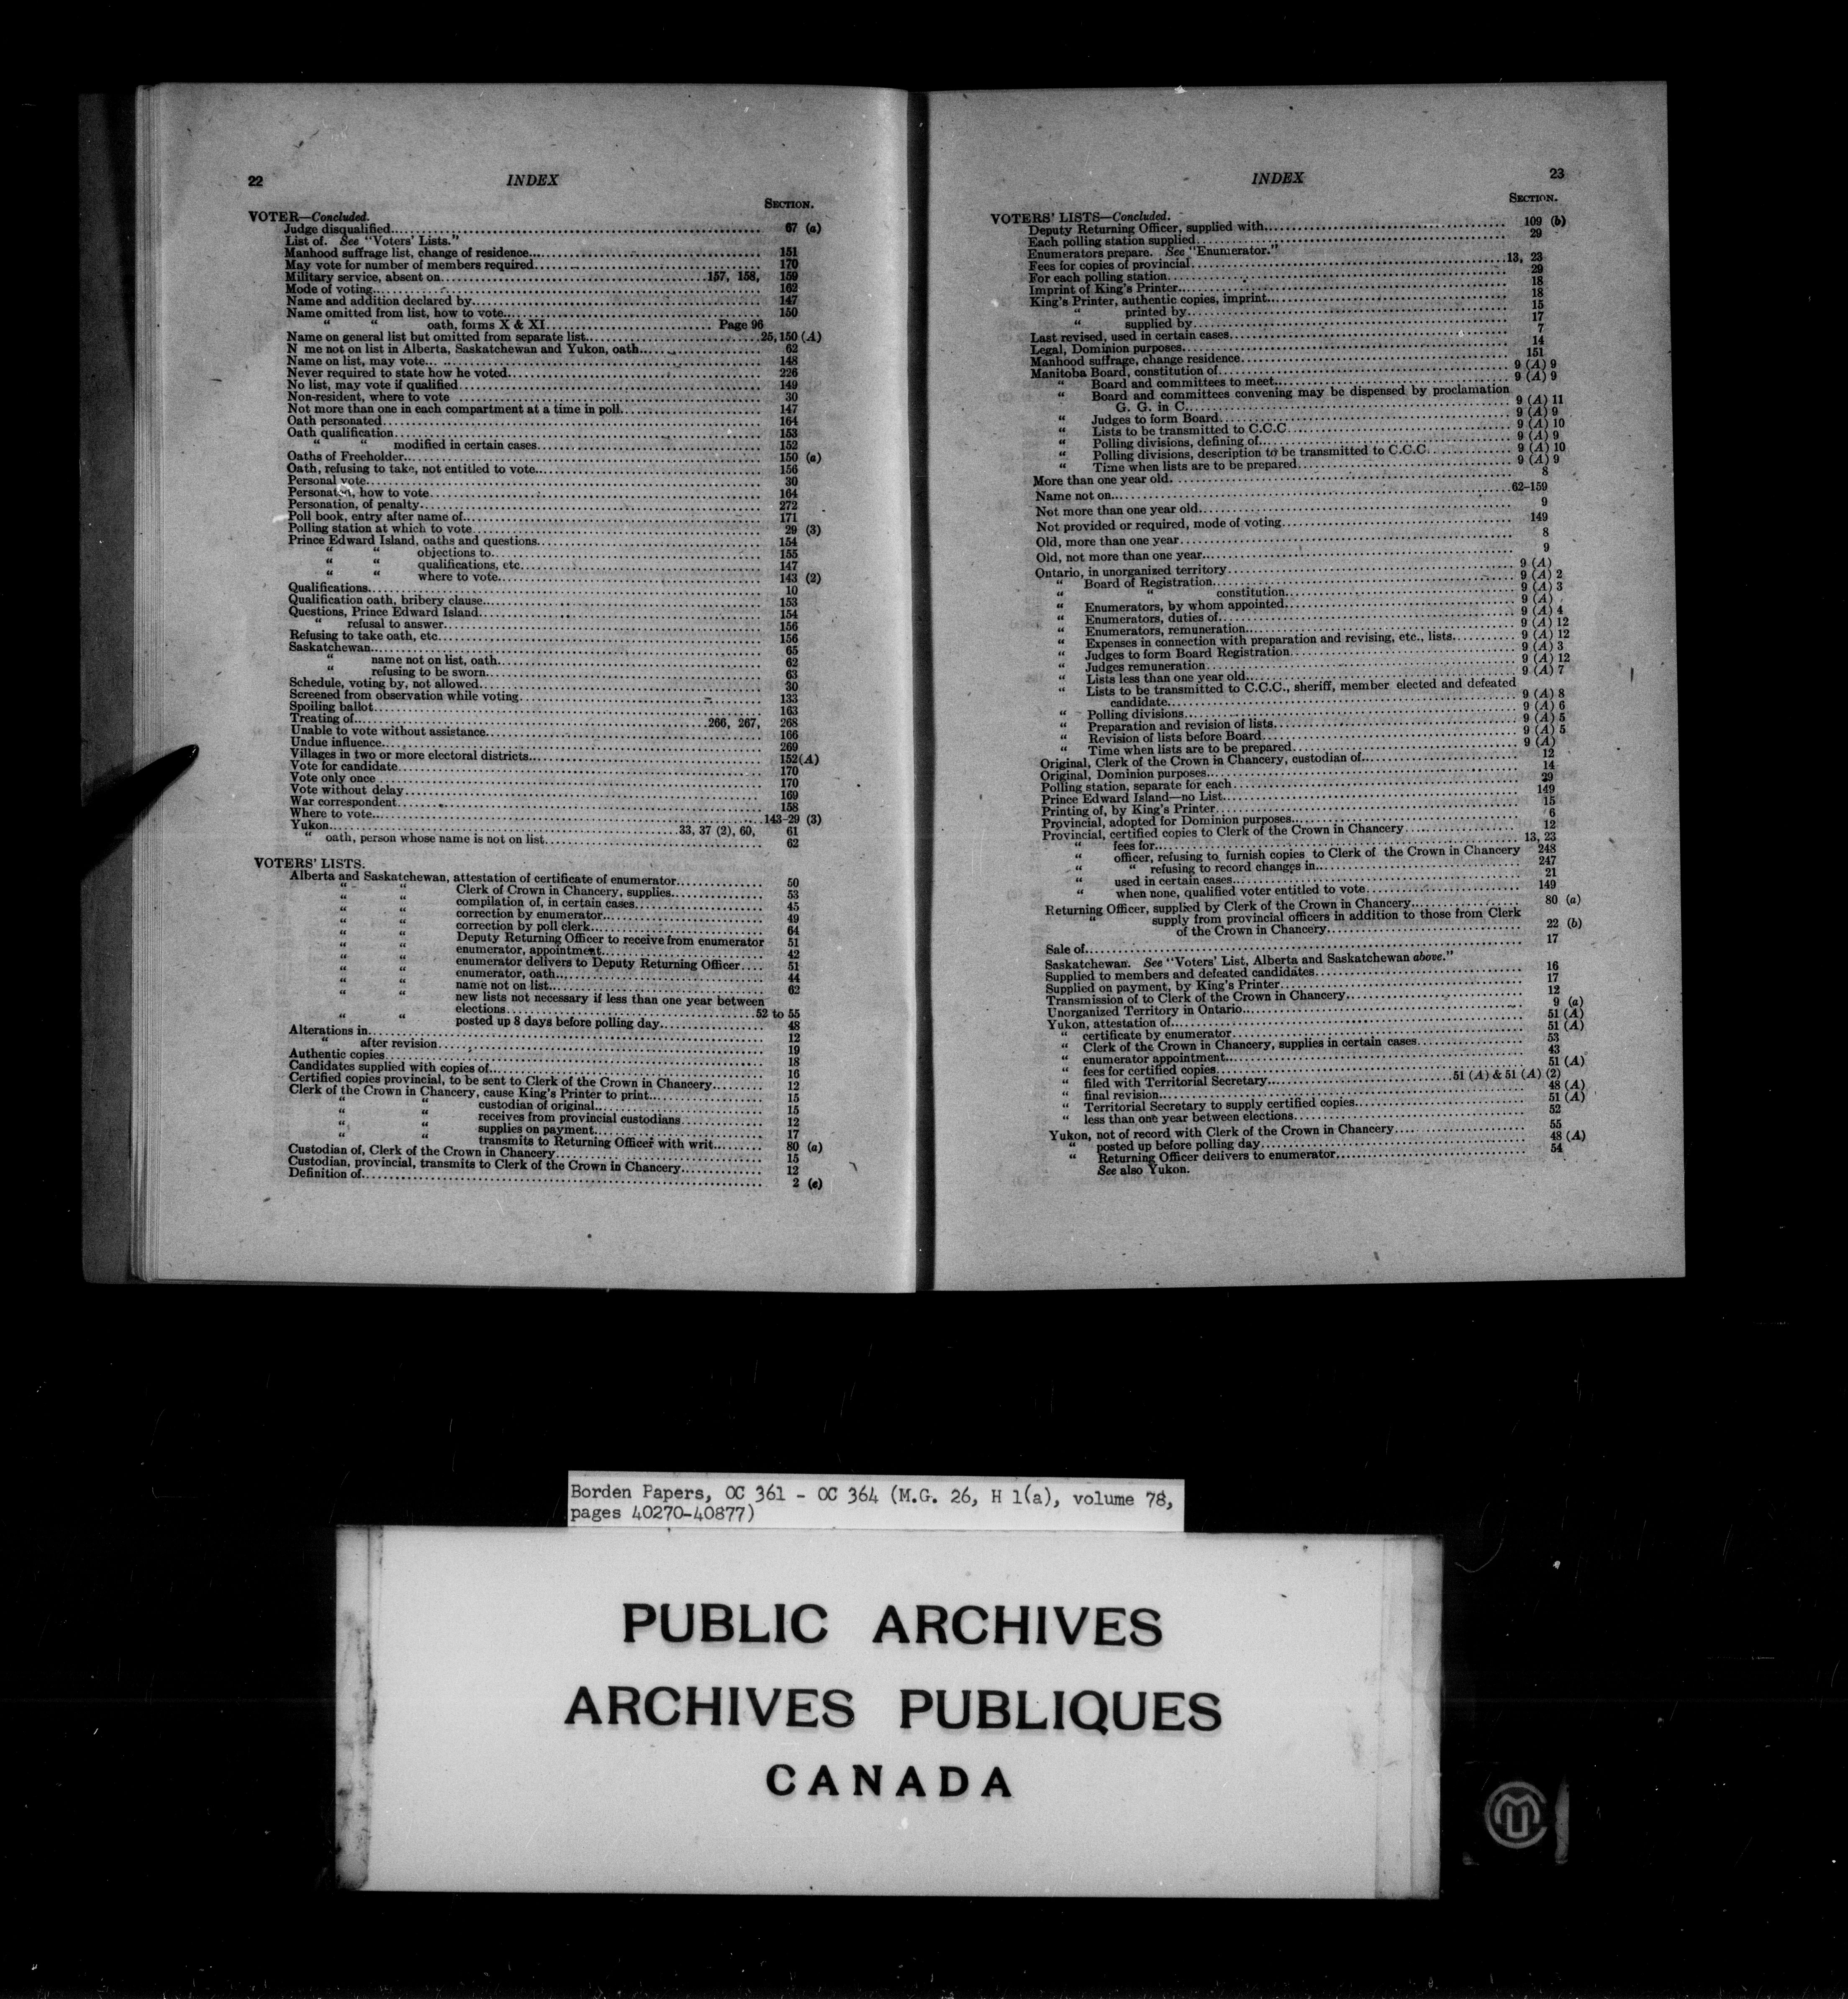 22
INDEX
SECTION.
VOTER—Concluded.
Judge disqualified 67 (a)
List of. See "Voters' Lists."
Manhood suffrage list, change of residence 151
May vote for number of members required 170
Military service, absent on 157, 158, 159
Mode of voting 162
Name and addition declared by 147
Name omitted from list, how to vote 150
" " oath, forms X & XI Page 96
Name on general list but omitted from separate list 25, 150 (A)
N me not on list in Alberta, Saskatchewan and Yukon, oath 62
Name on list, may vote 148
Never required to state how he voted 226
No list, may vote if qualified 149
Non-resident, where to vote 30
Not more than one in each compartment at a time in poll 147
Oath personated 164
Oath qualification 153
" " modified in certain cases 152
Oaths of Freeholder 150 (a)
Oath, refusing to take, not entitled to vote 156
Personal vote 30
Personated, how to vote 164
Personation, of penalty 272
Poll book, entry after name of 171
Polling station at which to vote 29 (3)
Prince Edward Island, oaths and questions 154
" " objections to 155
" " qualifications, etc 147
" " where to vote 143 (2)
Qualifications 10
Qualification oath, bribery clause 153
Questions, Prince Edward Island 154
" refusal to answer 156
Refusing to take oath, etc 156
Saskatchewan 65
" name not on list, oath 62
" refusing to be sworn 63
Schedule, voting by, not allowed 30
Screened from observation while voting 133
Spoiling ballot 163
Treating of 266, 267, 268
Unable to vote without assistance 166
Undue influence 269
Villages in two or more electoral districts 152 (A)
Vote for candidate 170
Vote only once 170
Vote without delay 169
War correspondent 158
Where to vote 143-29 (3)
Yukon 33, 37 (2), 60, 61
" oath, person whose name is not on list 62
VOTERS' LISTS.
Alberta and Saskatchewan, attestation of certificate of enumerator 50
" " Clerk of Crown in Chancery, supplies 53
" " compilation of, in certain cases 45
" " correction by enumerator 49
" " correction by poll clerk 64
" " Deputy Returning Officer to receive from enumerator 51
" " enumerator, appointment 42
" " enumerator delivers to Deputy Returning Officer 51
" " enumerator, oath 44
" " name not on list 62
" " new lists not necessary if less than one year between
elections 52 to 55
" " posted up 8 days before polling day 48
Alterations in 12
" after revision 19
Authentic copies 18
Candidates supplied with copies of 16
Certified copies provincial, to be sent to Clerk of the Crown in Chancery 12
Clerk of the Crown in Chancery, cause King's Printer to print 15
" " custodian of original 15
" " receives from provincial custodians 12
" " supplies on payment 17
" " transmits to Returning Officer with writ 80 (a)
Custodian of, Clerk of the Crown in Chancery 15
Custodian, provincial, transmits to Clerk of the Crown in Chancery 12
Definition of 2 (e)
INDEX
23
SECTION.
VOTERS' LISTS—Concluded.
Deputy Returning Officer, supplied with 109 (b)
Each polling station supplied 29
Enumerators prepare. See "Enumerator."
Fees for copies of provincial 13, 23
For each polling station 29
Imprint of King's Printer 18
King's Printer, authentic copies, imprint 18
" printed by 15
" supplied by 17
Last revised, used in certain cases 7
Legal, Dominion purposes 14
Manhood suffrage, change residence 151
Manitoba Board, constitution of 9 (A) 9
" Board and committees to meet 9 (A) 9
" Board and committees convening may be dispensed by proclamation
G. G. in C 9 (A) 11
" Judges to form Board 9 (A) 9
" Lists to be transmitted to C.C.C 9 (A) 10
" Polling divisions, defining of 9 (A) 9
" Polling divisions, description to be transmitted to C.C.C 9 (A) 10
" Time when lists are to be prepared 9 (A) 9
More than one year old 8
Name not on 62-159
Not more than one year old 9
Not provided or required, mode of voting 149
Old, more than one year 8
Old, not more than one year 9
Ontario, in unorganized territory 9 (A)
" Board of Registration 9 (A) 2
" " constitution 9 (A) 3
" Enumerators, by whom appointed 9 (A)
" Enumerators, duties of 9 (A) 4
" Enumerators, remuneration 9 (A) 12
" Expenses in connection with preparation and revising, etc., lists 9 (A) 12
" Judges to form Board Registration 9 (A) 3
" Judges remuneration 9 (A) 12
" Lists less than one year old 9 (A) 7
" Lists to be transmitted to C.C.C., sheriff, member elected and defeated
candidate 9 (A) 8
" Polling divisions 9 (A) 6
" Preparation and revision of lists 9 (A) 5
" Revision of lists before Board 9 (A) 5
" Time when lists are to be prepared 9 (A)
Original, Clerk of the Crown in Chancery, custodian of 12
Original, Dominion purposes 14
Polling station, separate for each 29
Prince Edward Island—no List 149
Printing of, by King's Printer 15
Provincial, adopted for Dominion purposes 6
Provincial, certified copies to Clerk of the Crown in Chancery 12
" fees for 13, 23
" officer, refusing to furnish copies to Clerk of the Crown in Chancery 248
" " refusing to record changes in 247
" used in certain cases 21
" when none, qualified voter entitled to vote 149
Returning Officer, supplied by Clerk of the Crown in Chancery 80 (a)
" supply from provincial officers in addition to those from Clerk
of the Crown in Chancery 22 (b)
Sale of 17
Saskatchewan. See "Voters' List, Alberta and Saskatchewan above."
Supplied to members and defeated candidates 16
Supplied on payment, by King's Printer 17
Transmission of to Clerk of the Crown in Chancery 12
Unorganized Territory in Ontario 9 (a)
Yukon, attestation of 51 (A)
" certificate by enumerator 51 (A)
" Clerk of the Crown in Chancery, supplies in certain cases 53
" enumerator appointment 43
" fees for certified copies 51 (A)
" filed with Territorial Secretary 51 (A) & 51 (A) (2)
" final revision 48 (A)
" Territorial Secretary to supply certified copies 51 (A)
" less than one year between elections 52
Yukon, not of record with Clerk of the Crown in Chancery 55
" posted up before polling day 48 (A)
" Returning Officer delivers to enumerator 54
See also Yukon.
Borden Papers, OC 361 - OC 364 (M.G. 26, H 1(a), volume 78,
pages 40270-40877)
PUBLIC ARCHIVES
ARCHIVES PUBLIQUES
CANADA